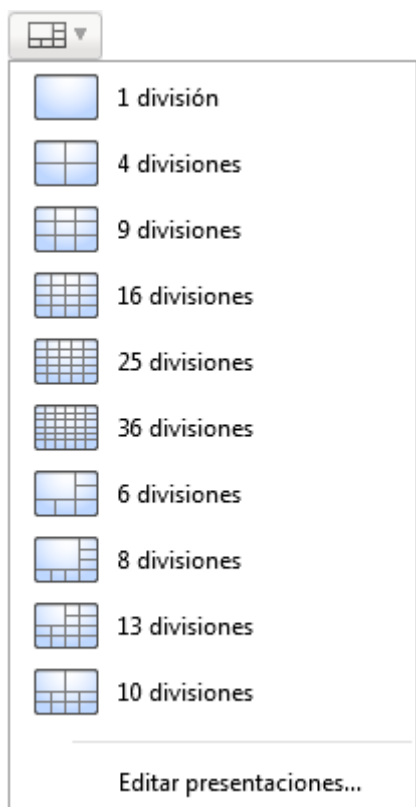 1 división
4 divisiones
9 divisiones
16 divisiones
25 divisiones
36 divisiones
6 divisiones
8 divisiones
13 divisiones
10 divisiones
Editar presentaciones...